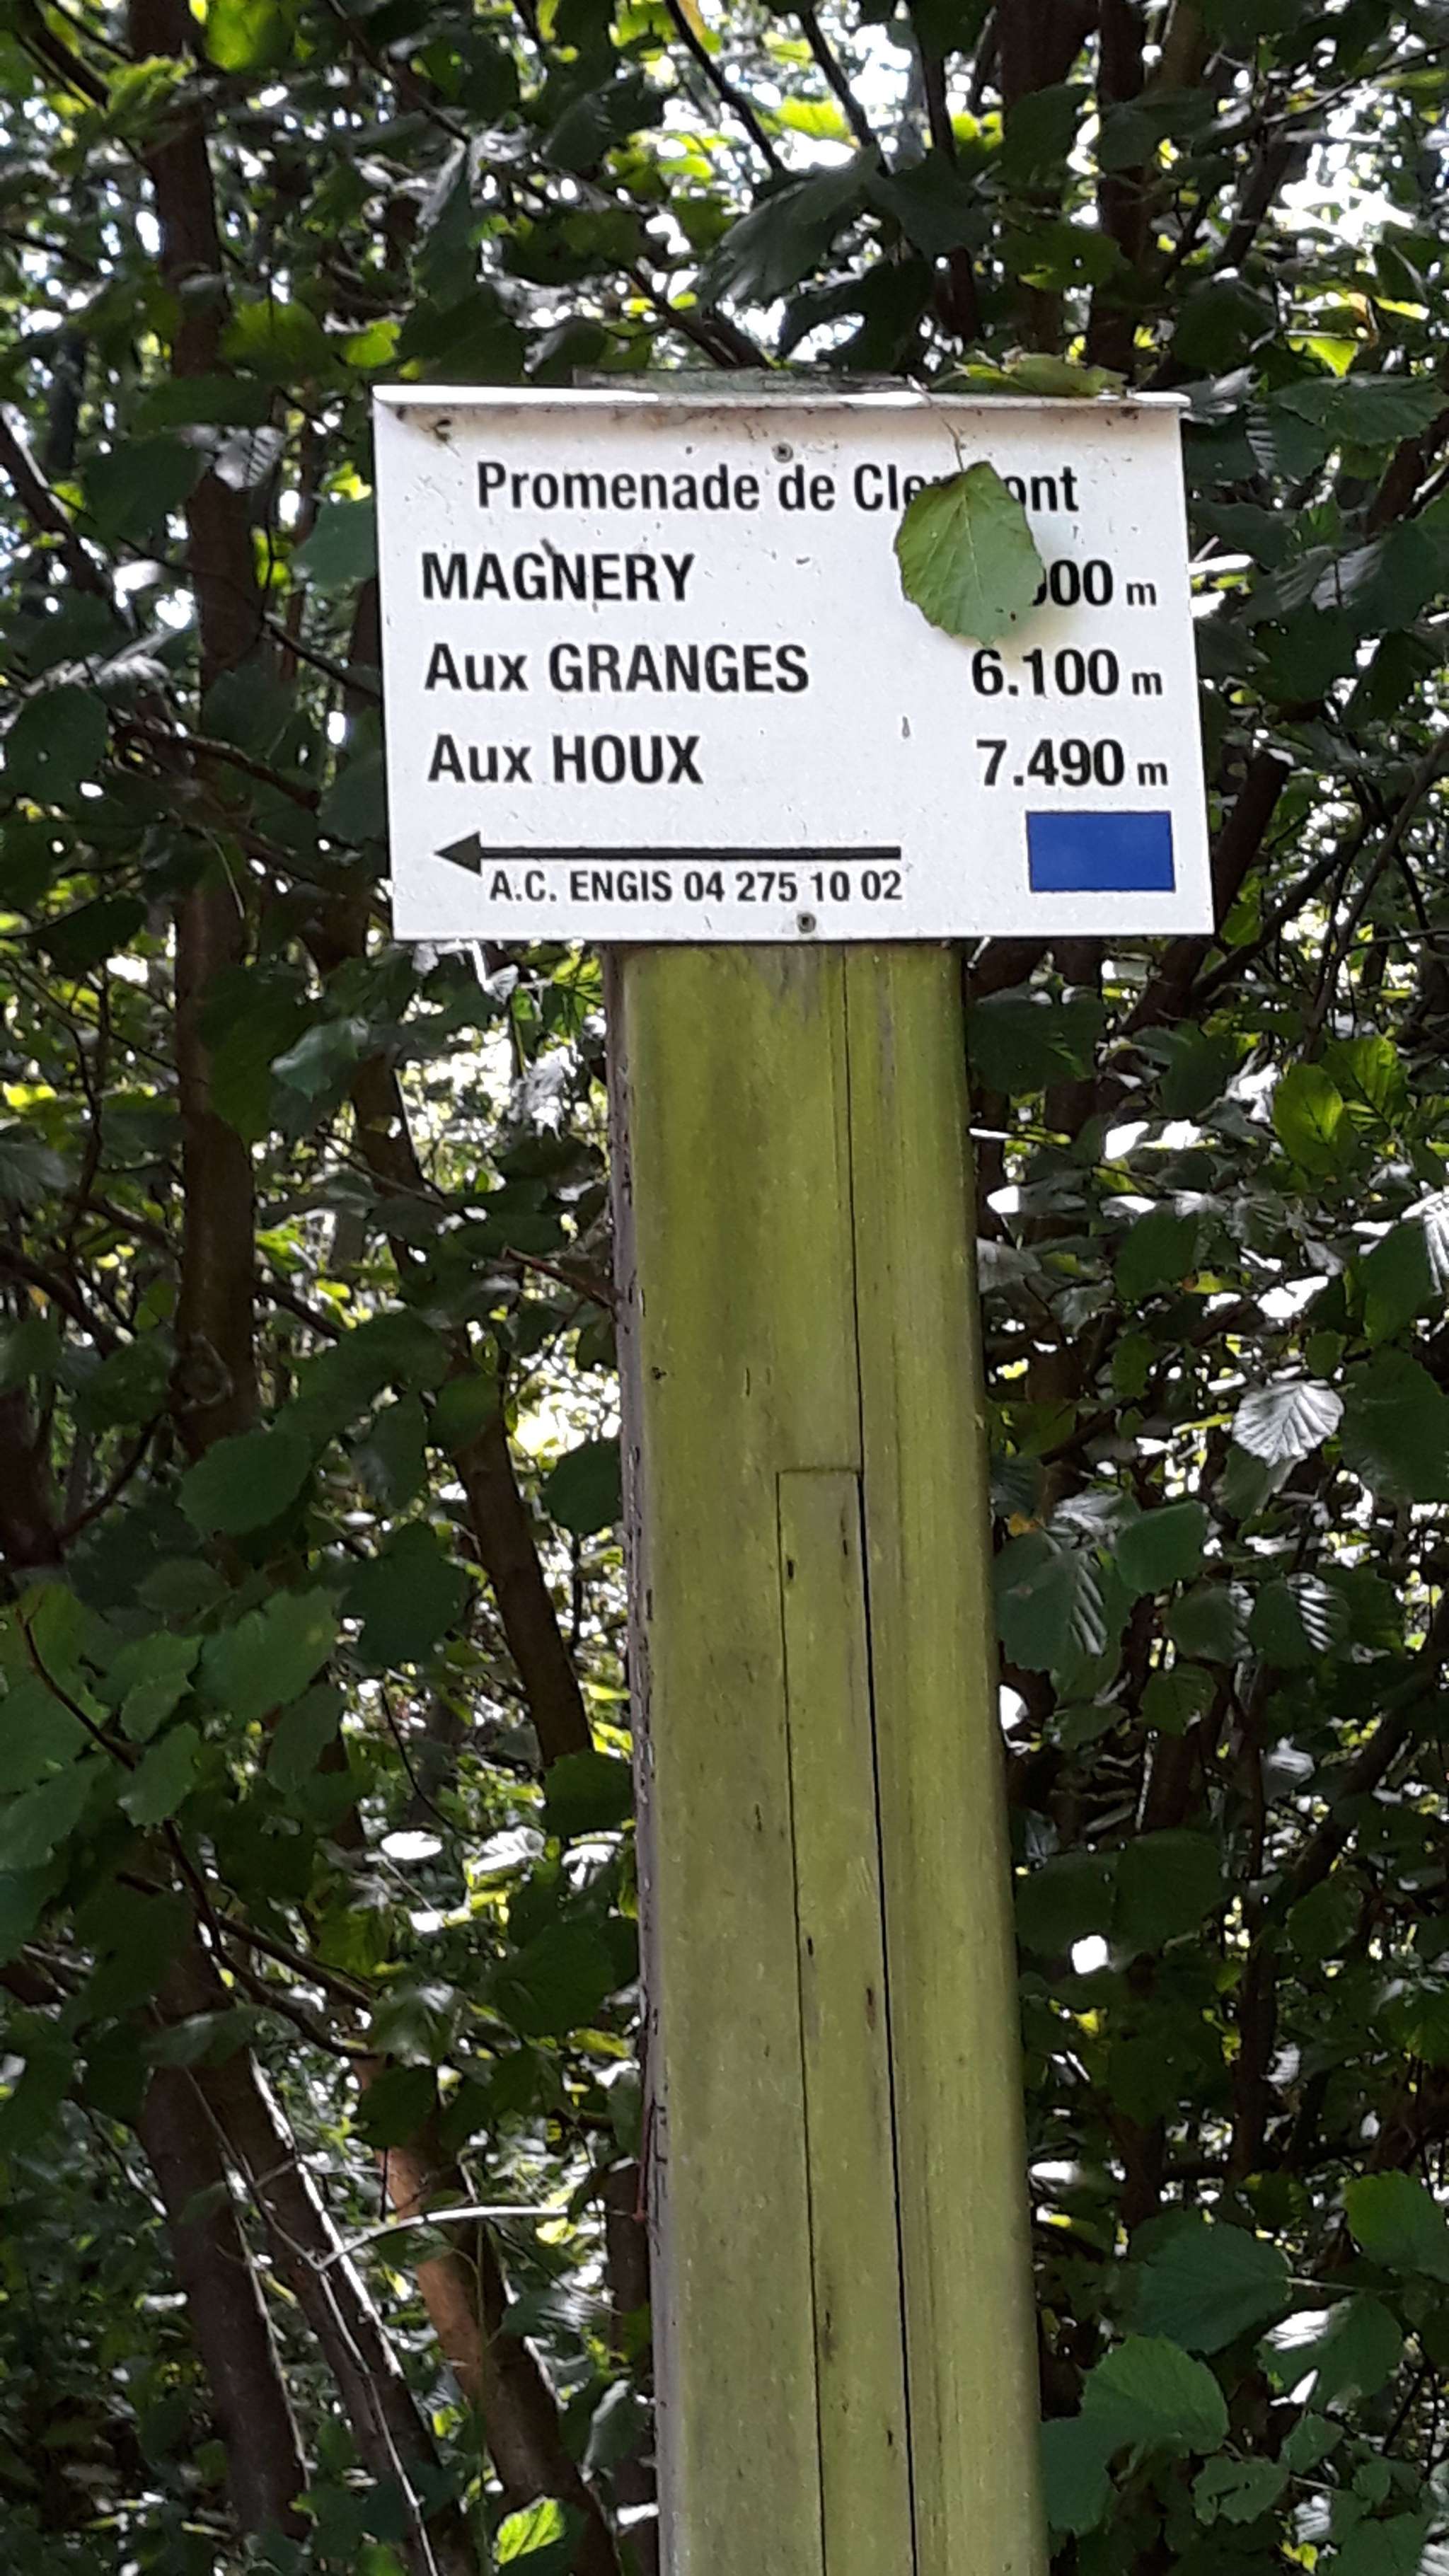 Promenade de
MAGNERY m
Aux GRANGES 6.100 m
Aux HOUX 7.490 m
A.C. ENGIS 04 275 10 02